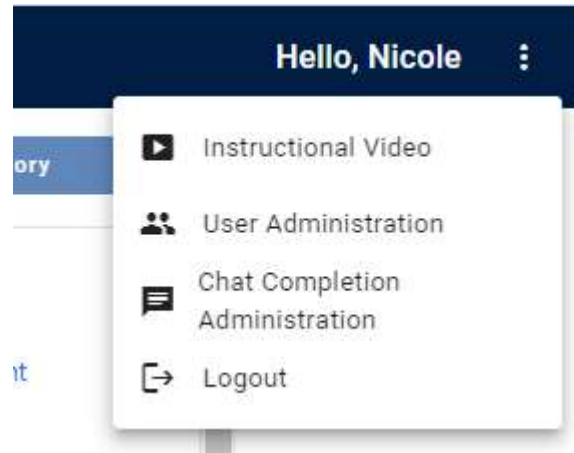 Hello, Nicole
Instructional Video
ory
User Administration
Chat Completion
Administration
nt
Logout